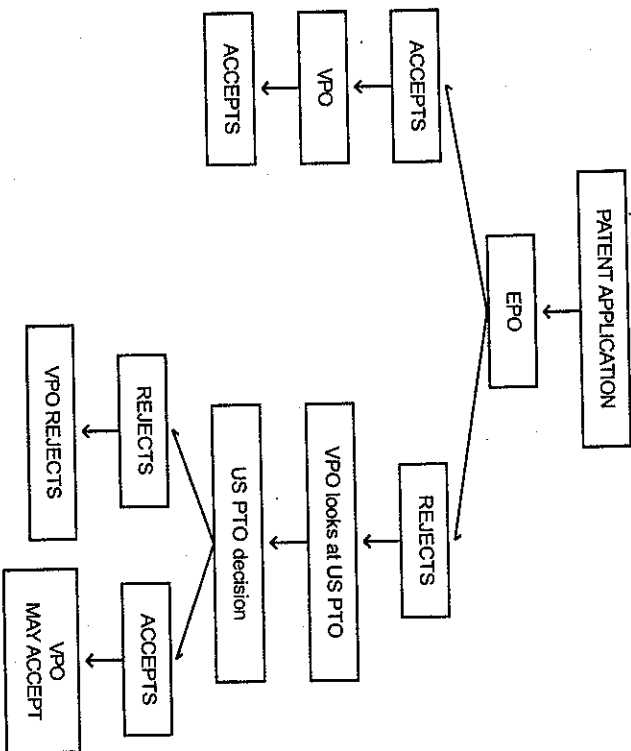 PATENT APPLICATION
EPO
ACCEPTS
REJECTS
VPO
VPO looks at US PTO
ACCEPTS
US PTO decision
REJECTS
ACCEPTS
VPO REJECTS
VPO
MAY ACCEPT